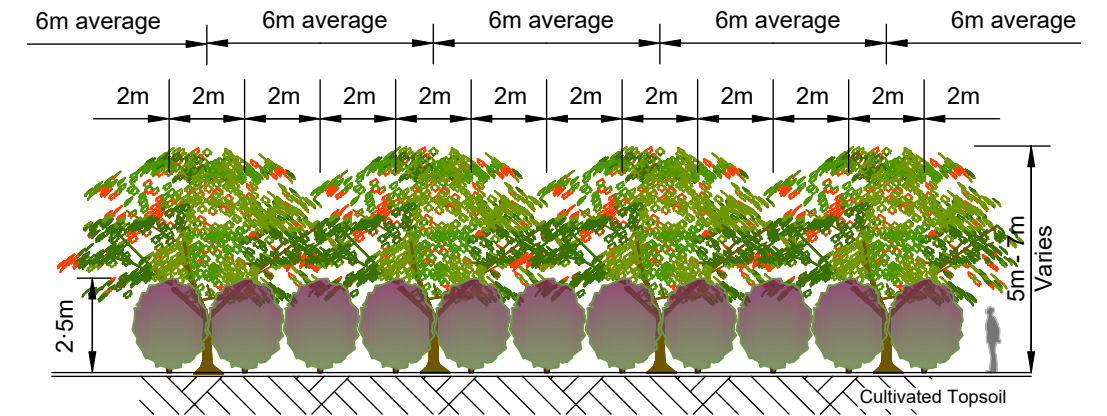 6m average 6m average 6m average 6m average 6m average
2m 2m 2m 2m 2m 2m 2m 2m 2m 2m 2m 2m
5m - 7m
Varies
2·5m
Cultivated Topsoil